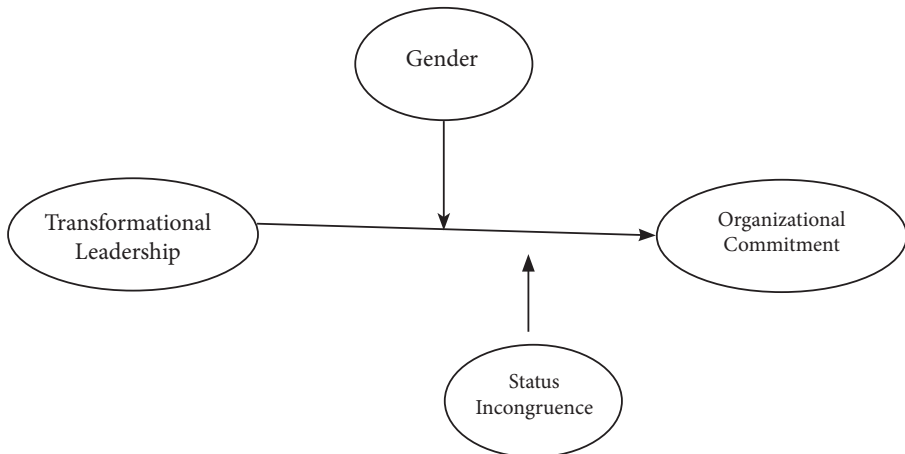 Gender
Transformational
Leadership
Organizational
Commitment
Status
Incongruence